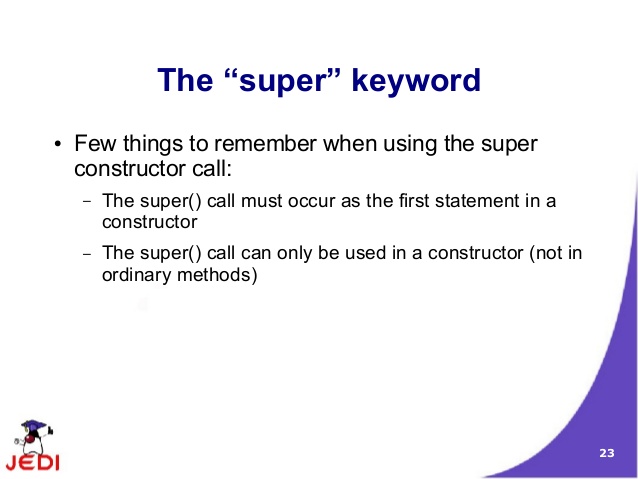 The “super” keyword
• Few things to remember when using the super
constructor call:
– The super() call must occur as the first statement in a
constructor
– The super() call can only be used in a constructor (not in
ordinary methods)
23
JEDI